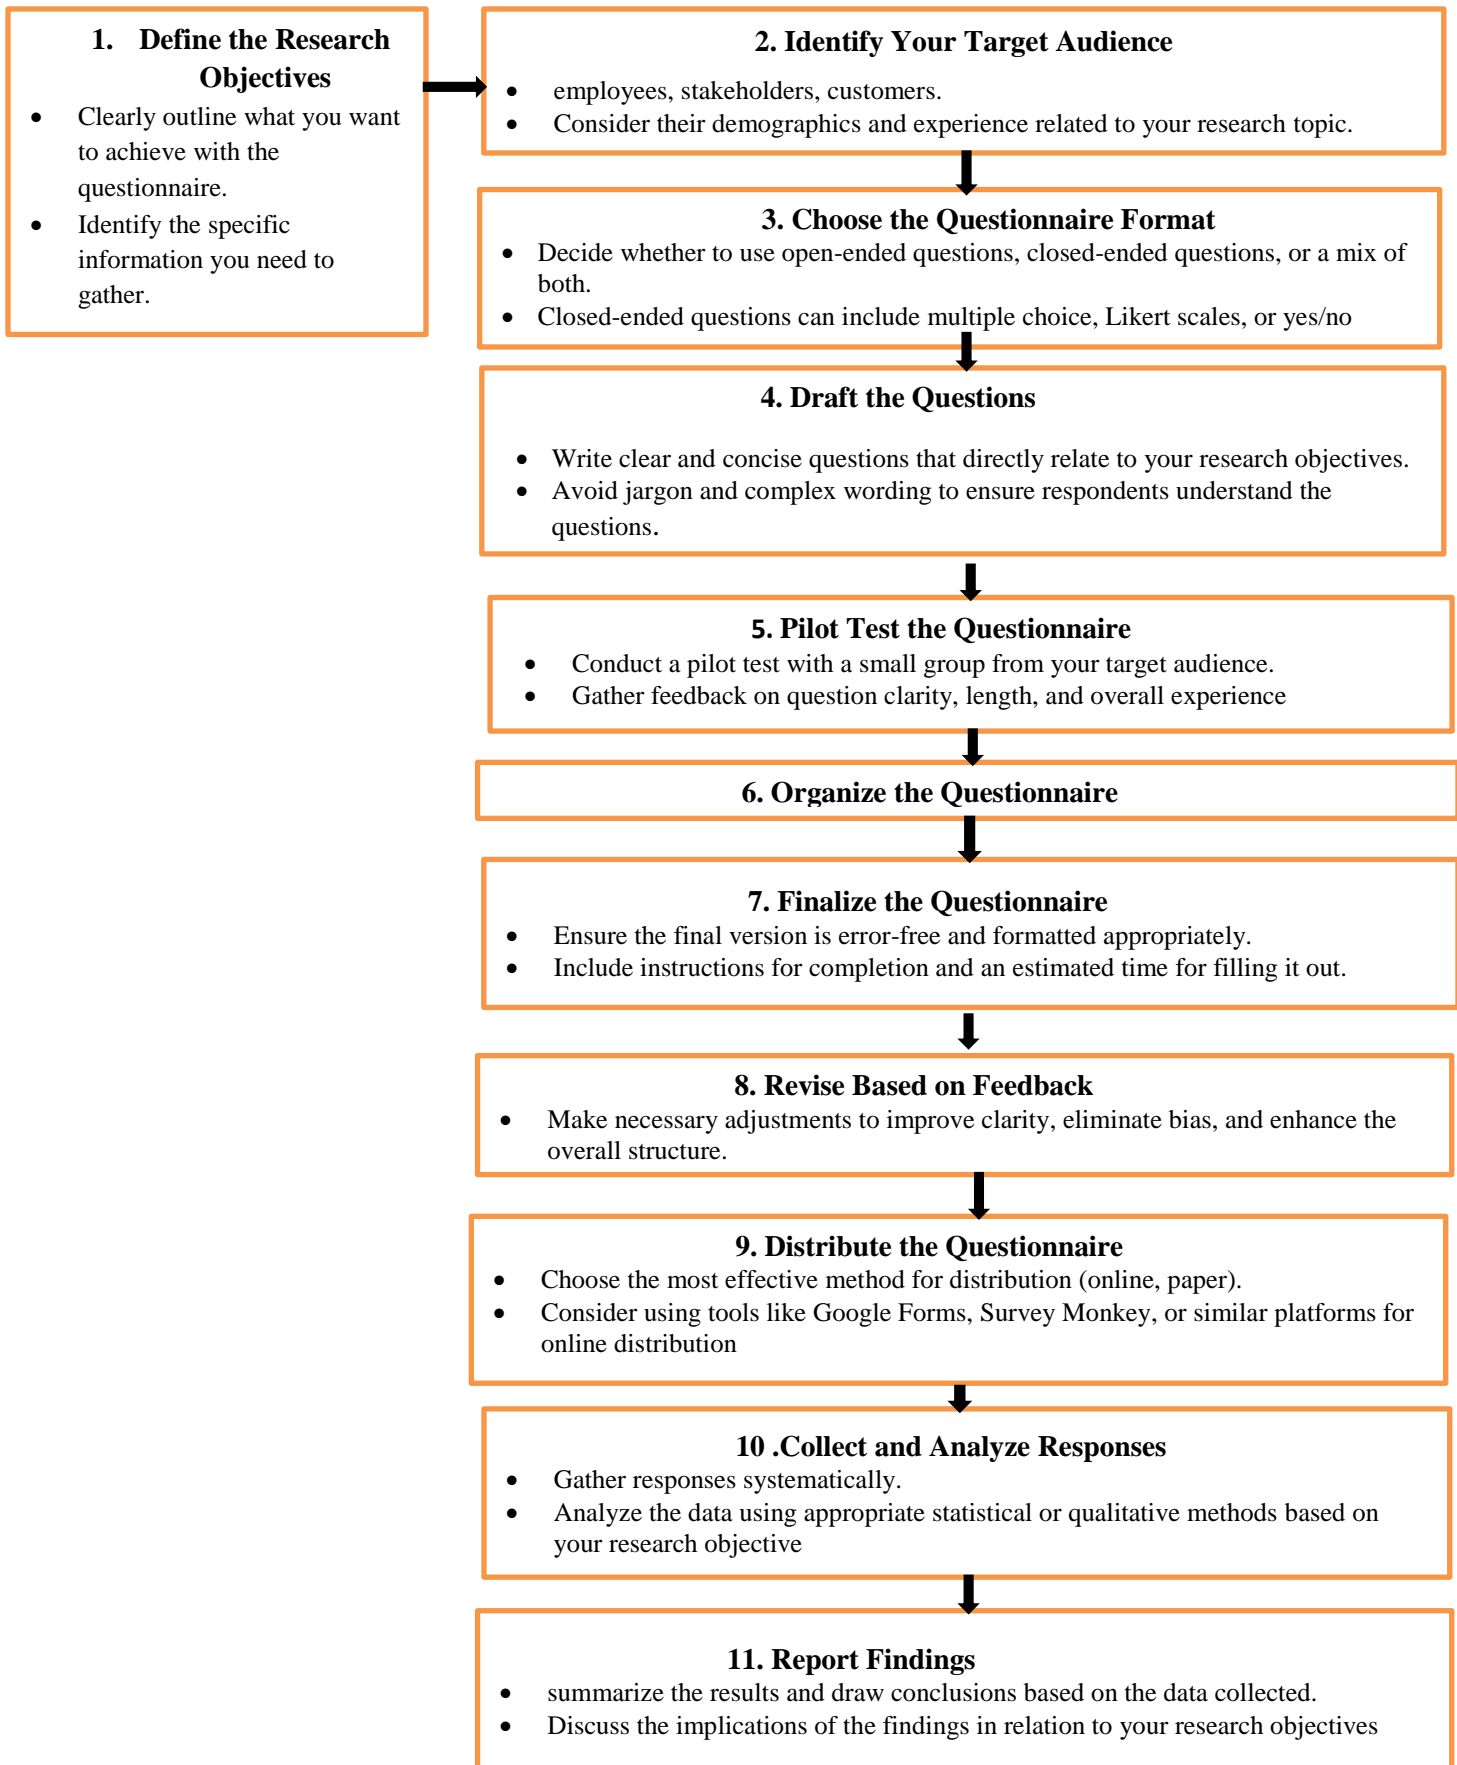 1. Define the Research
Objectives
• Clearly outline what you want
to achieve with the
questionnaire.
• Identify the specific
information you need to
gather.
2. Identify Your Target Audience
• employees, stakeholders, customers.
• Consider their demographics and experience related to your research topic.
3. Choose the Questionnaire Format
• Decide whether to use open-ended questions, closed-ended questions, or a mix of
both.
• Closed-ended questions can include multiple choice, Likert scales, or yes/no
4. Draft the Questions
• Write clear and concise questions that directly relate to your research objectives.
• Avoid jargon and complex wording to ensure respondents understand the
questions.
5. Pilot Test the Questionnaire
• Conduct a pilot test with a small group from your target audience.
• Gather feedback on question clarity, length, and overall experience
6. Organize the Questionnaire
7. Finalize the Questionnaire
• Ensure the final version is error-free and formatted appropriately.
• Include instructions for completion and an estimated time for filling it out.
8. Revise Based on Feedback
• Make necessary adjustments to improve clarity, eliminate bias, and enhance the
overall structure.
9. Distribute the Questionnaire
• Choose the most effective method for distribution (online, paper).
• Consider using tools like Google Forms, Survey Monkey, or similar platforms for
online distribution
10 .Collect and Analyze Responses
• Gather responses systematically.
• Analyze the data using appropriate statistical or qualitative methods based on
your research objective
11. Report Findings
• summarize the results and draw conclusions based on the data collected.
• Discuss the implications of the findings in relation to your research objectives